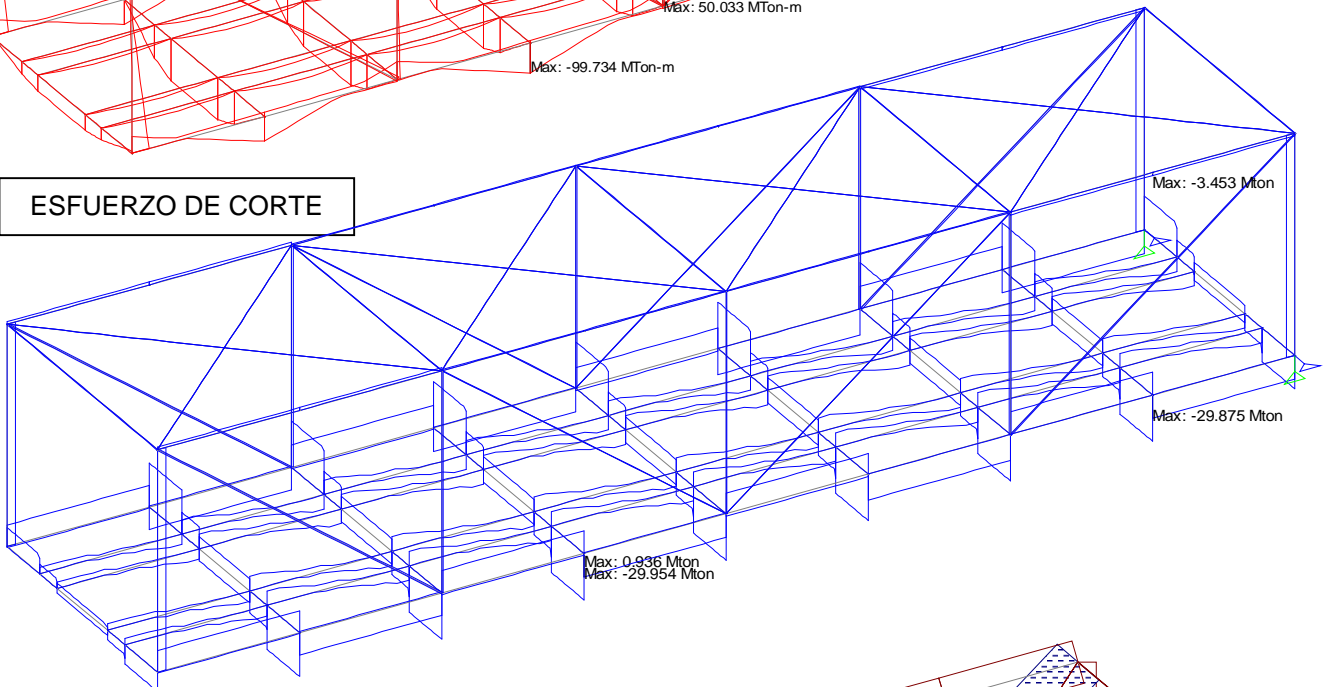 Max: 50.033 MTon-m
Max: -99.734 MTon-m
ESFUERZO DE CORTE
Max: -3.453 Mton
Max: -29.875 Mton
Max: 0.936 Mton
Max: -29.954 Mton